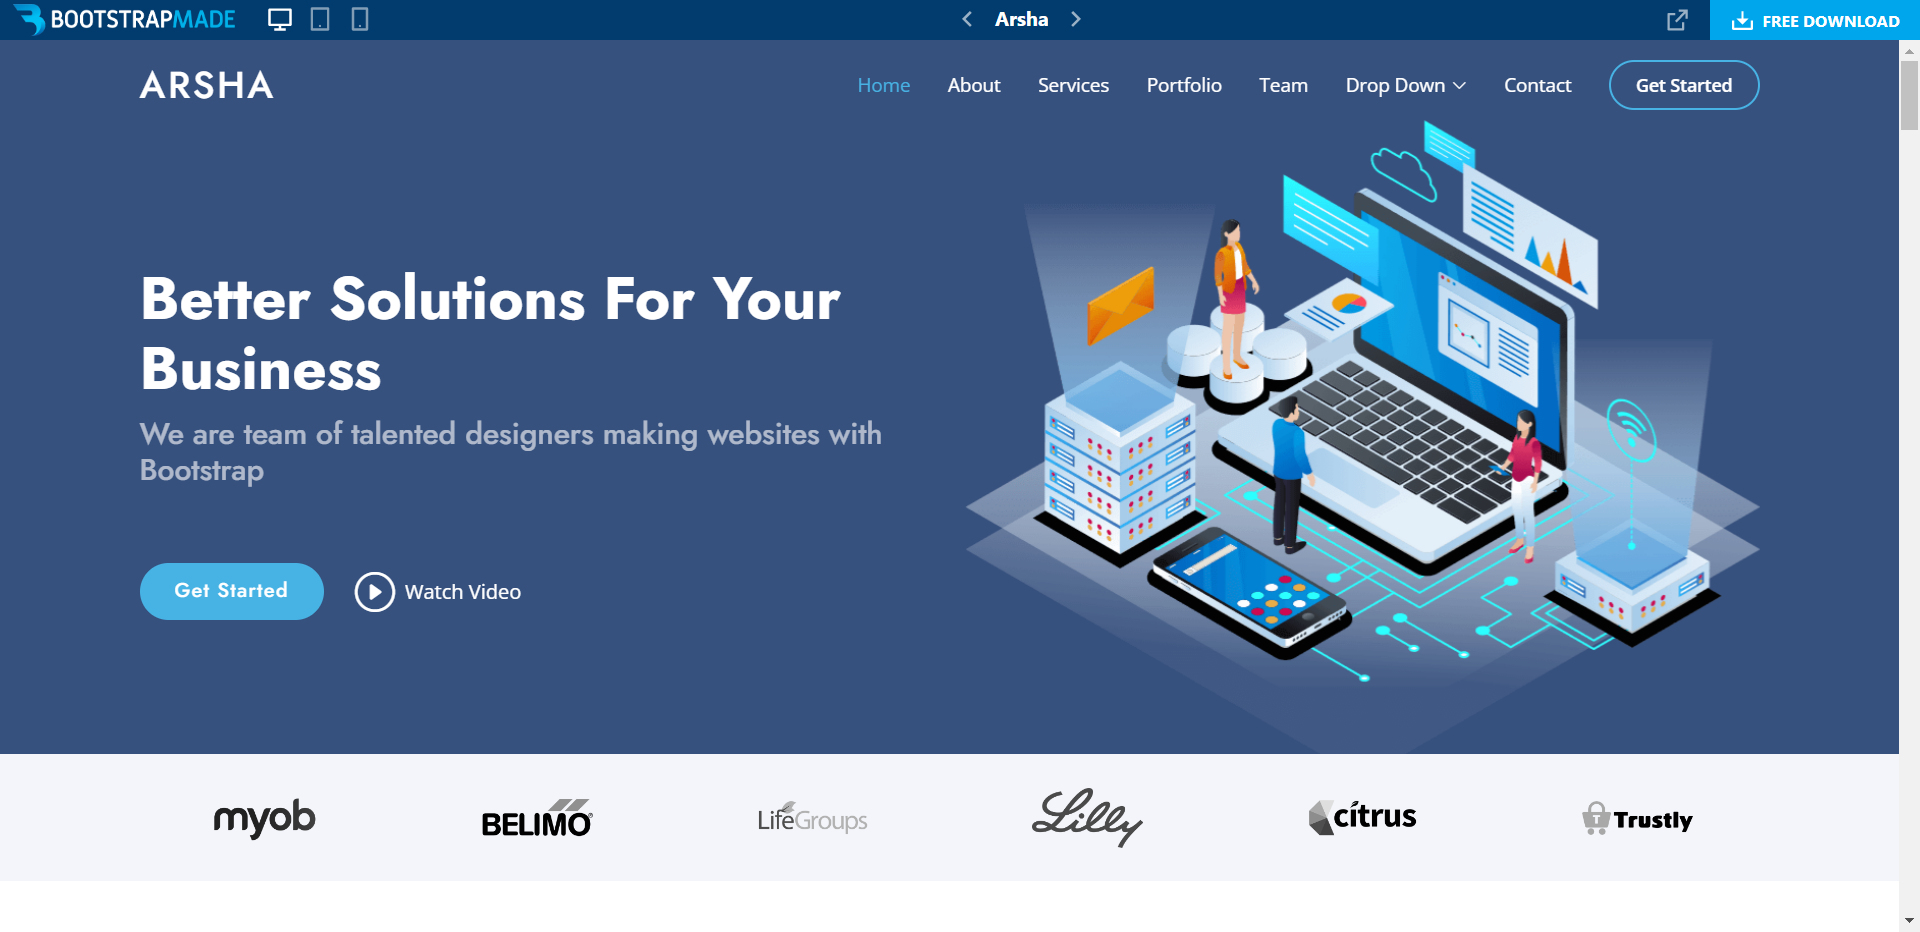 BOOTSTRAPMADE
Arsha
FREE DOWNLOAD
ARSHA
Home
About
Services
Portfolio
Team
Drop Down
Contact
Get Started
Better Solutions For Your
Business
We are team of talented designers making websites with
Bootstrap
Get Started
Watch Video
myob
BELIMO
LifeGroups
Lilly
citrus
Trustly